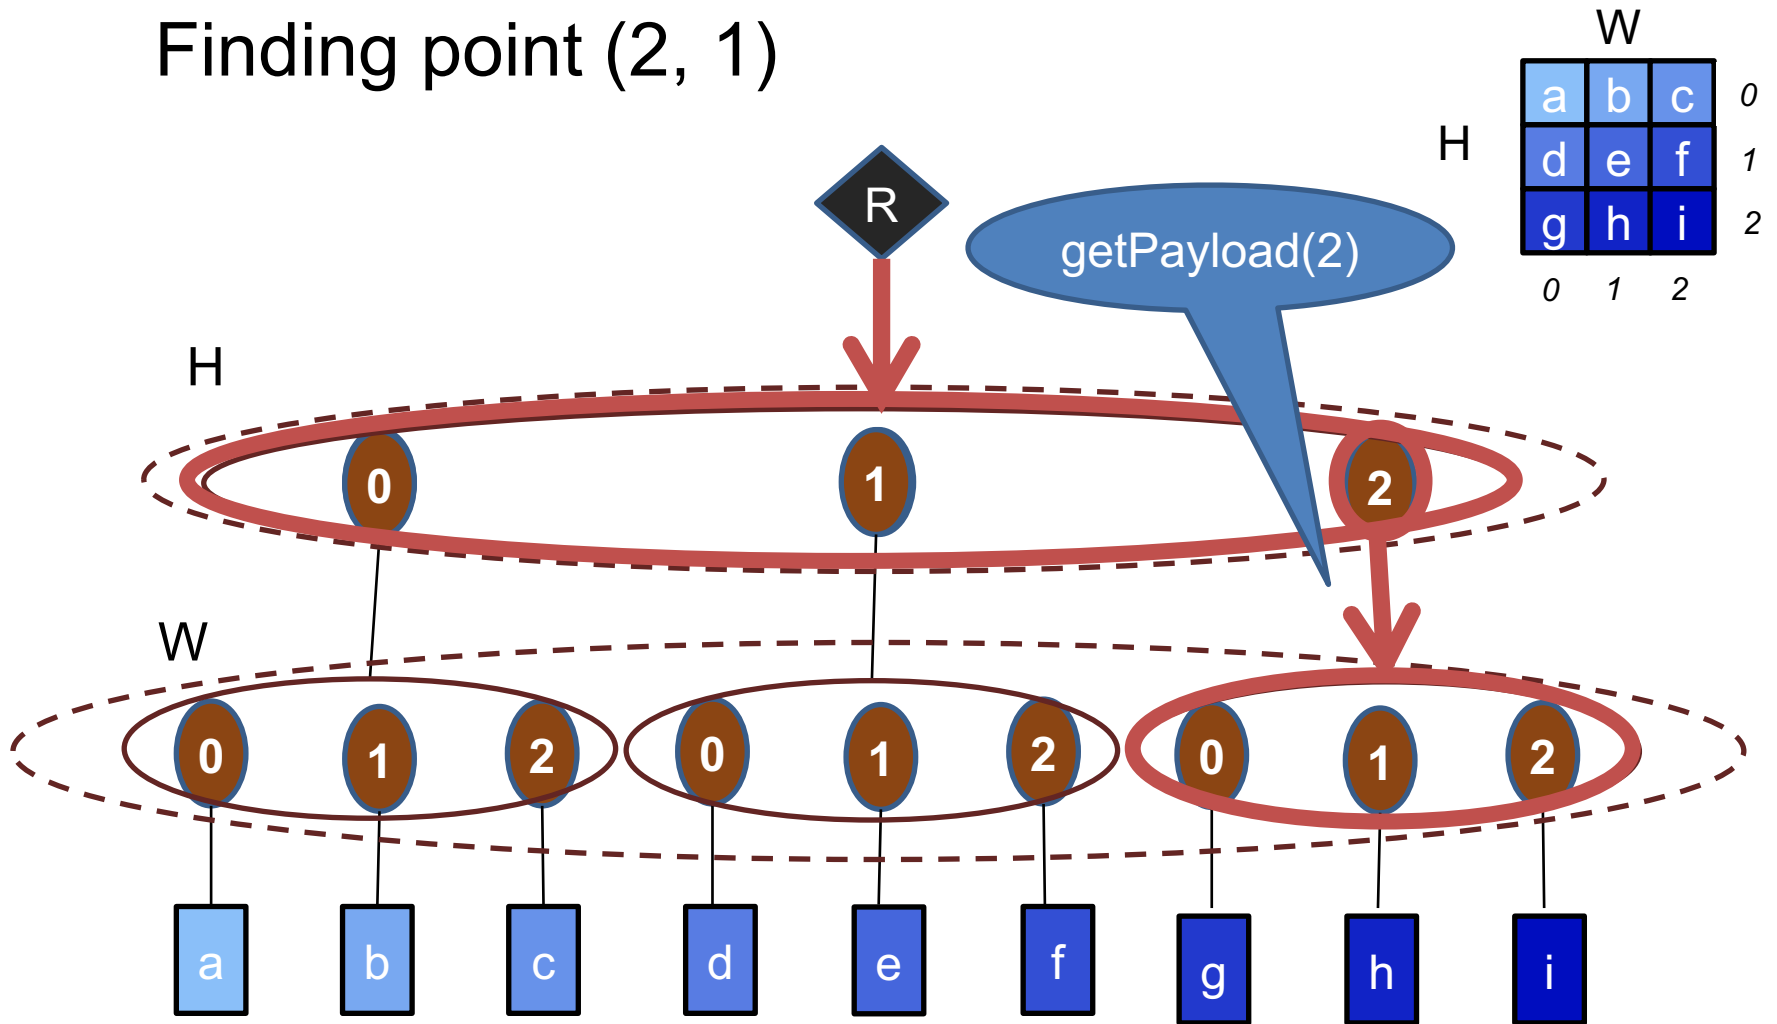 Finding point (2, 1)
W
a b c 0
H
d e f 1
g h i 2
0 1 2
R
getPayload(2)
H
0 1 2
W
0 1 2 0 1 2 0 1 2
a b c d e f g h i